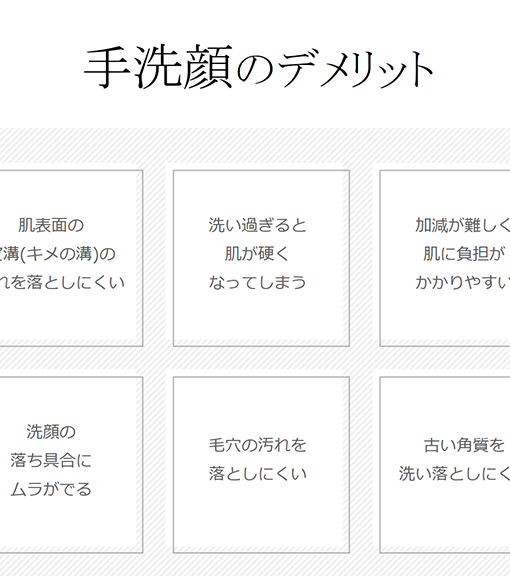 手洗顔のデメリット
肌表面の
溝(キメの溝)の
れを落としにくい
洗い過ぎると
肌が硬く
なってしまう
加減が難しく
肌に負担が
かかりやすい
洗顔の
落ち具合に
ムラがでる
毛穴の汚れを
落としにくい
古い角質を
洗い落としにく